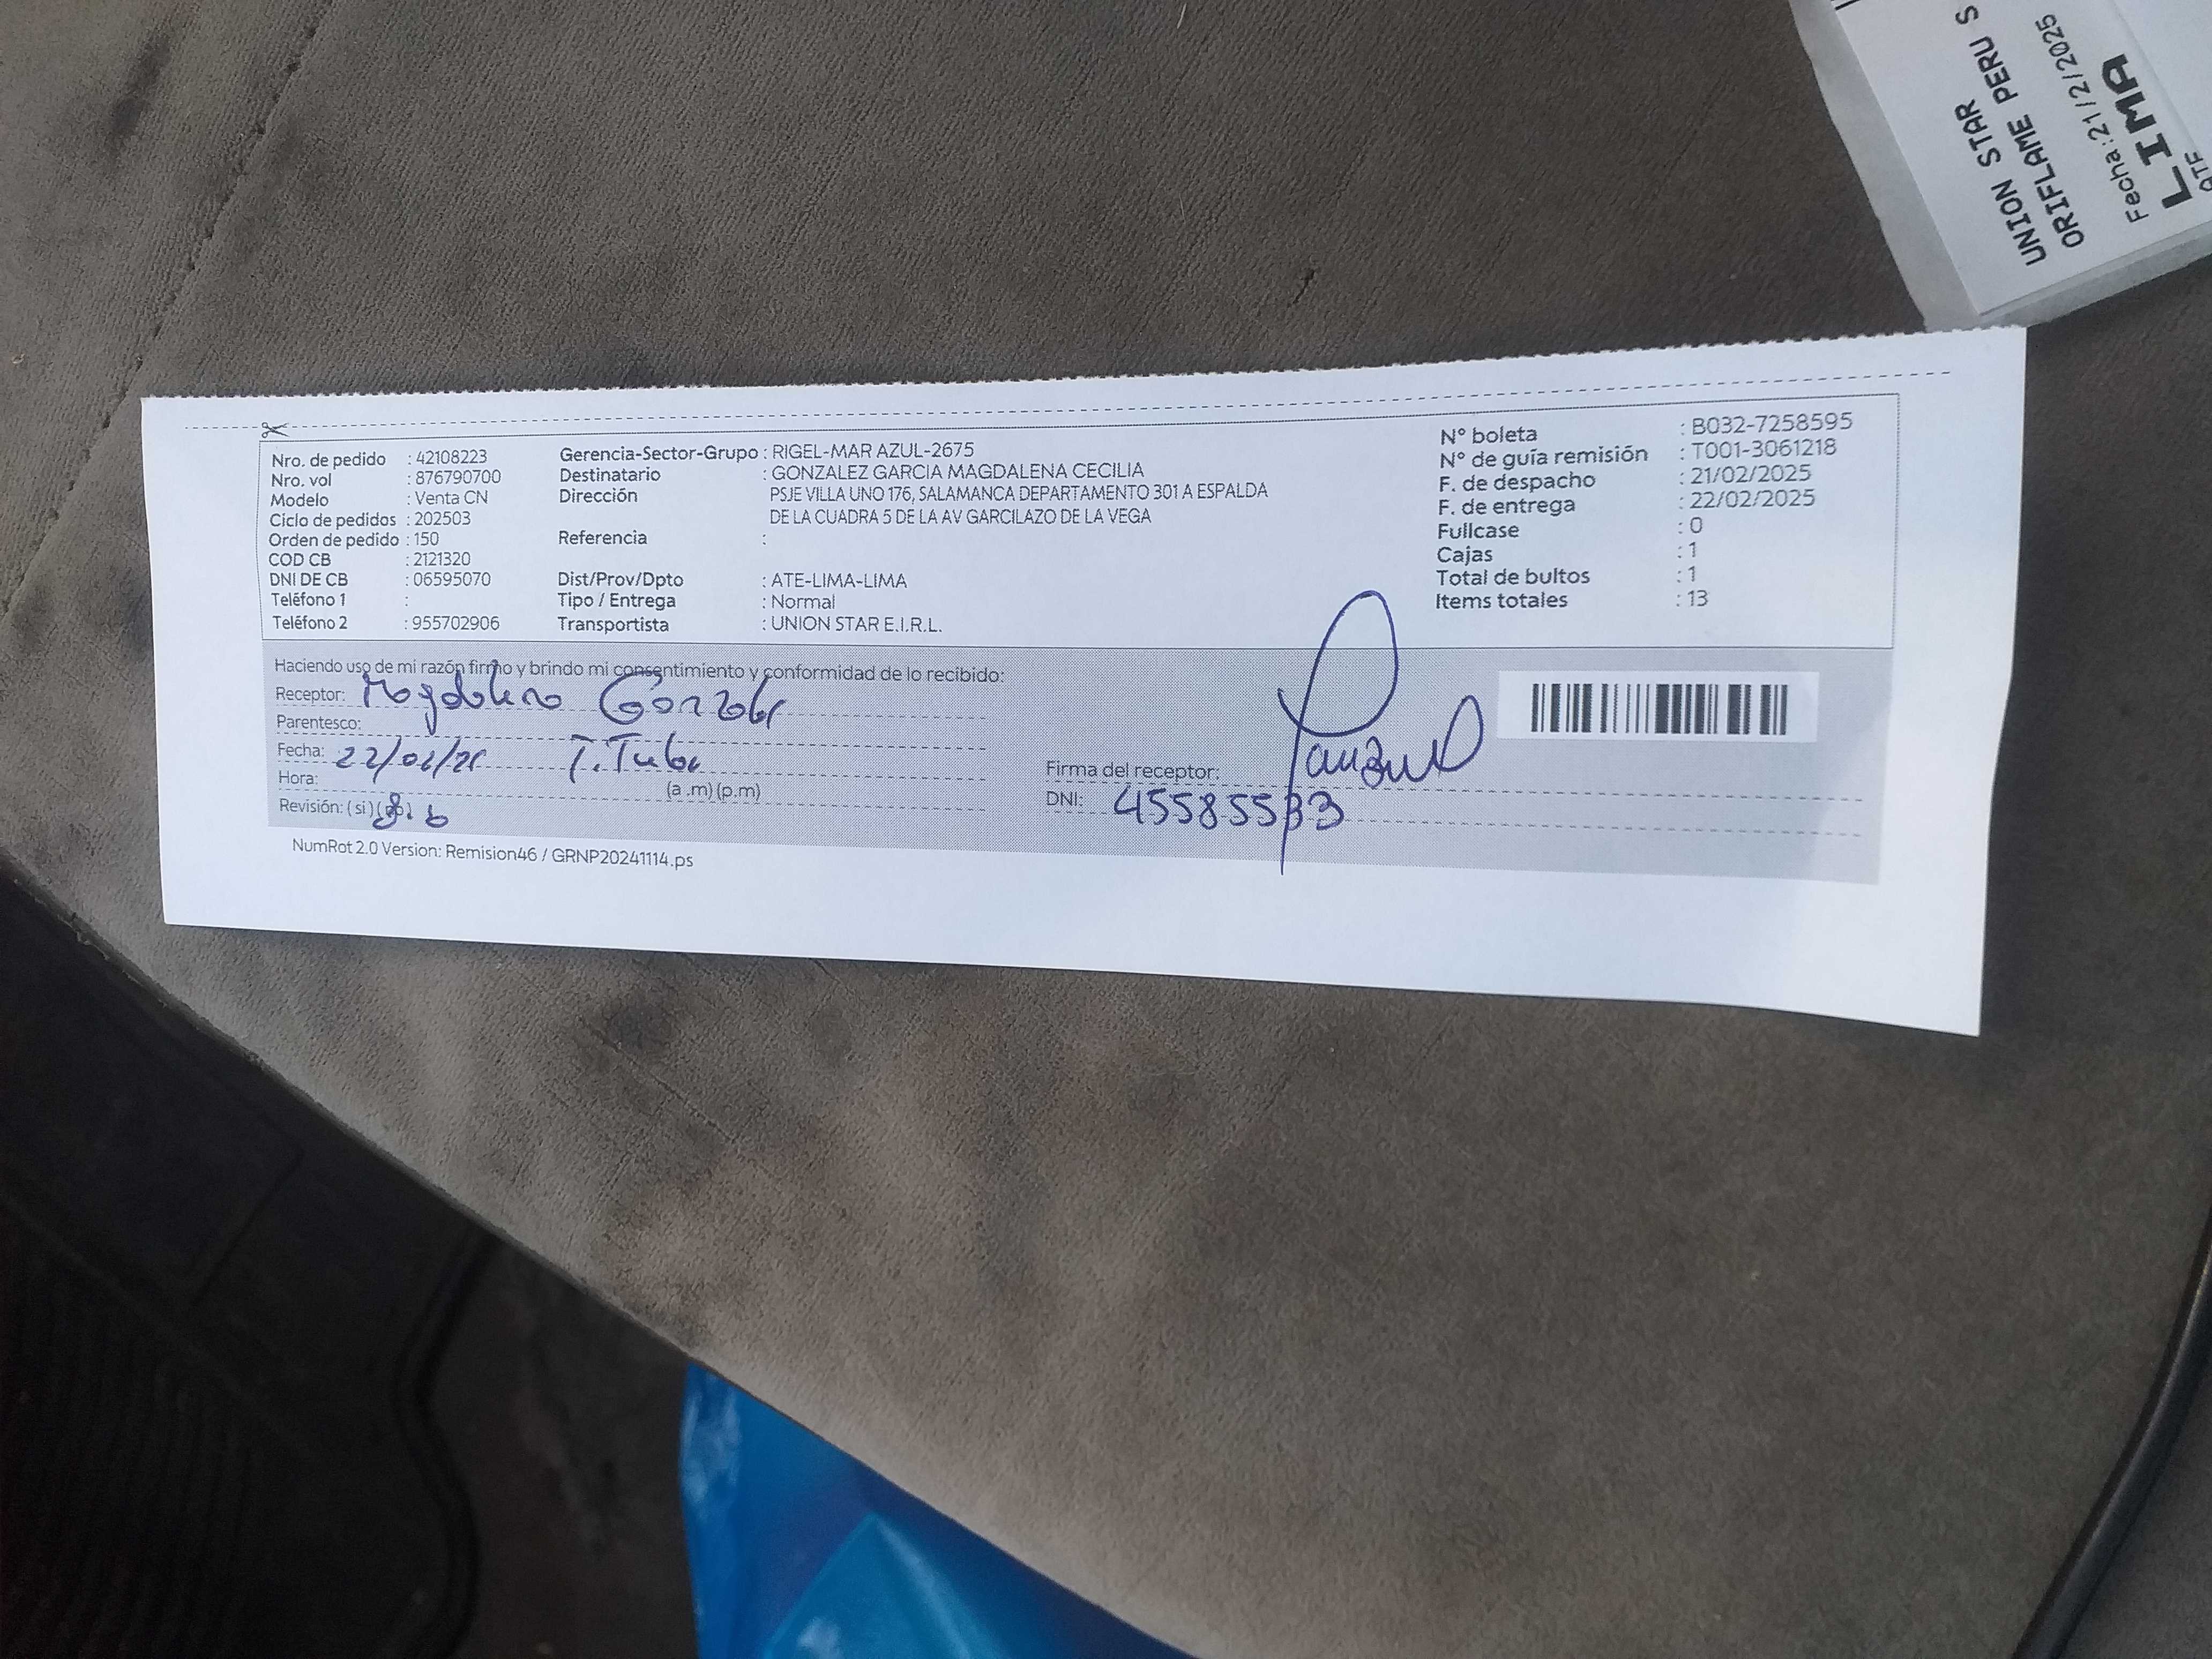 Nro. de pedido : 42108223
Nro. vol : 876790700
Modelo : Venta CN
Ciclo de pedidos : 202503
Orden de pedido : 150
COD CB : 2121320
DNI DE CB : 06595070
Teléfono 1 :
Teléfono 2 : 955702906
Gerencia-Sector-Grupo : RIGEL-MAR AZUL-2675
Destinatario : GONZALEZ GARCIA MAGDALENA CECILIA
Dirección PSJE VILLA UNO 176, SALAMANCA DEPARTAMENTO 301 A ESPALDA
DE LA CUADRA 5 DE LA AV GARCILAZO DE LA VEGA
Referencia :
Dist/Prov/Dpto : ATE-LIMA-LIMA
Tipo / Entrega : Normal
Transportista : UNION STAR E.I.R.L.
N° boleta : B032-7258595
N° de guía remisión : T001-3061218
F. de despacho : 21/02/2025
F. de entrega : 22/02/2025
Fullcase : 0
Cajas : 1
Total de bultos : 1
Items totales : 13
Haciendo uso de mi razón firmo y brindo mi consentimiento y conformidad de lo recibido:
Receptor: Magdalena Gonzalez
Parentesco:
Fecha: 22/02/25
Hora: (a .m) (p.m)
Revisión: (si)
Firma del receptor:
DNI: 45585533
NumRot 2.0 Version: Remision46 / GRNP20241114.ps
UNION STAR
ORIFLAME PERU S
Fecha:21/2/2025
LIMA